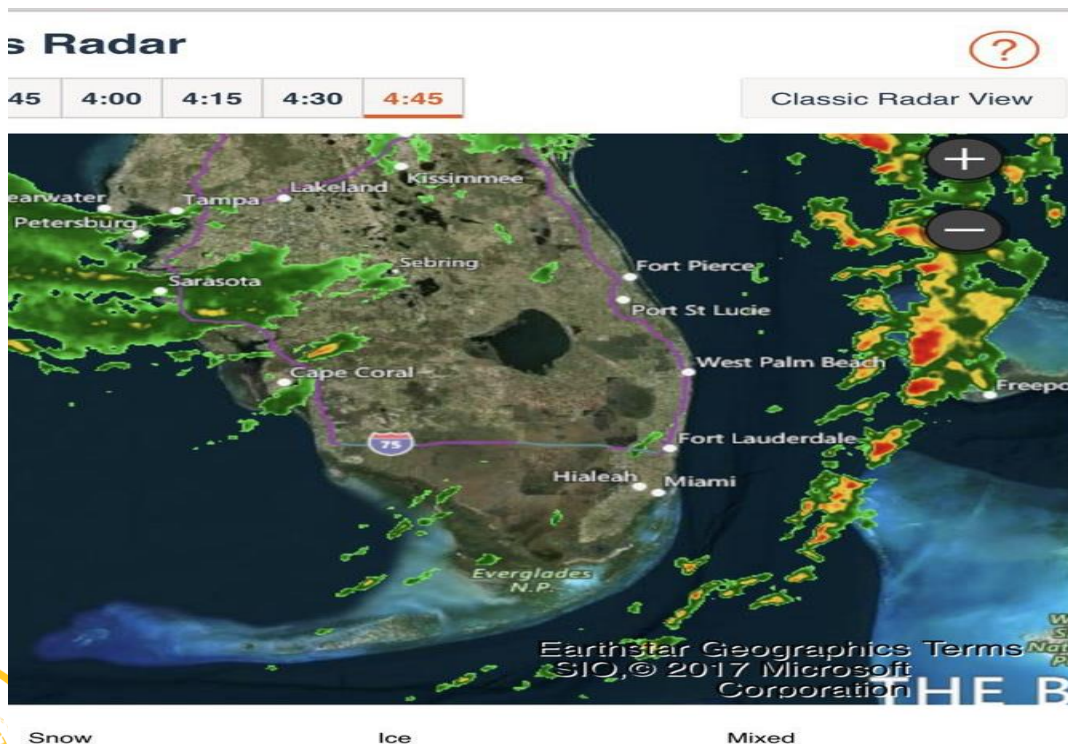 s Radar
?
45 4:00 4:15 4:30 4:45
Classic Radar View
Kissimmee
Lakeland
earwater
Tampa
Petersburg
Sebring
Fort Pierce
Sarasota
Port St Lucie
West Palm Beach
Cape Coral
Freepo
75
Fort Lauderdale
Hialeah
Miami
Everglades
N.P.
Earthstar Geographics Terms
SIO,© 2017 Microsoft
Corporation
THE B
Snow Ice Mixed